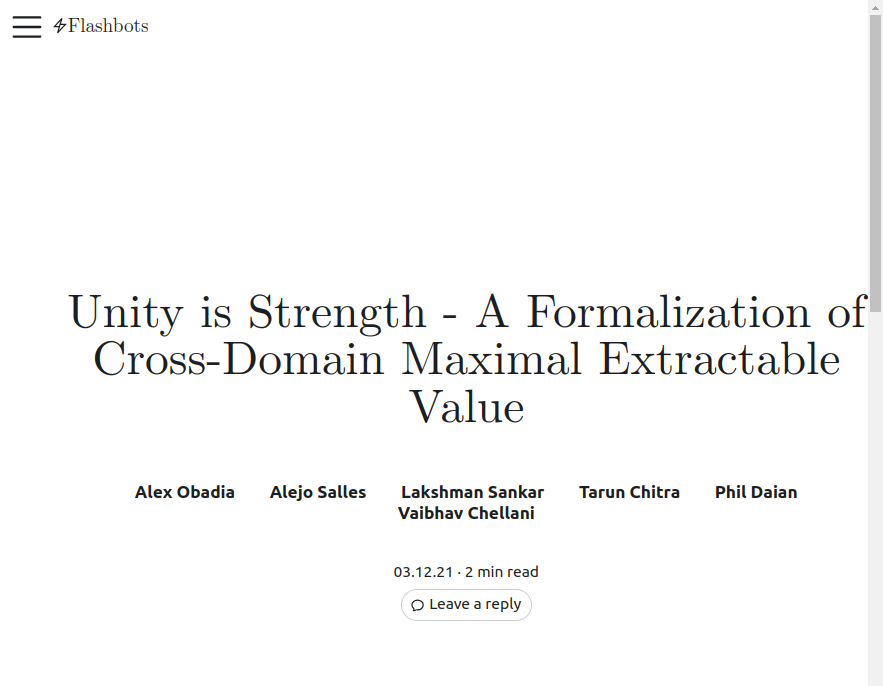 Flashbots
Unity is Strength - A Formalization of
Cross-Domain Maximal Extractable
Value
Alex Obadia Alejo Salles Lakshman Sankar Tarun Chitra Phil Daian
Vaibhav Chellani
03.12.21 · 2 min read
Leave a reply